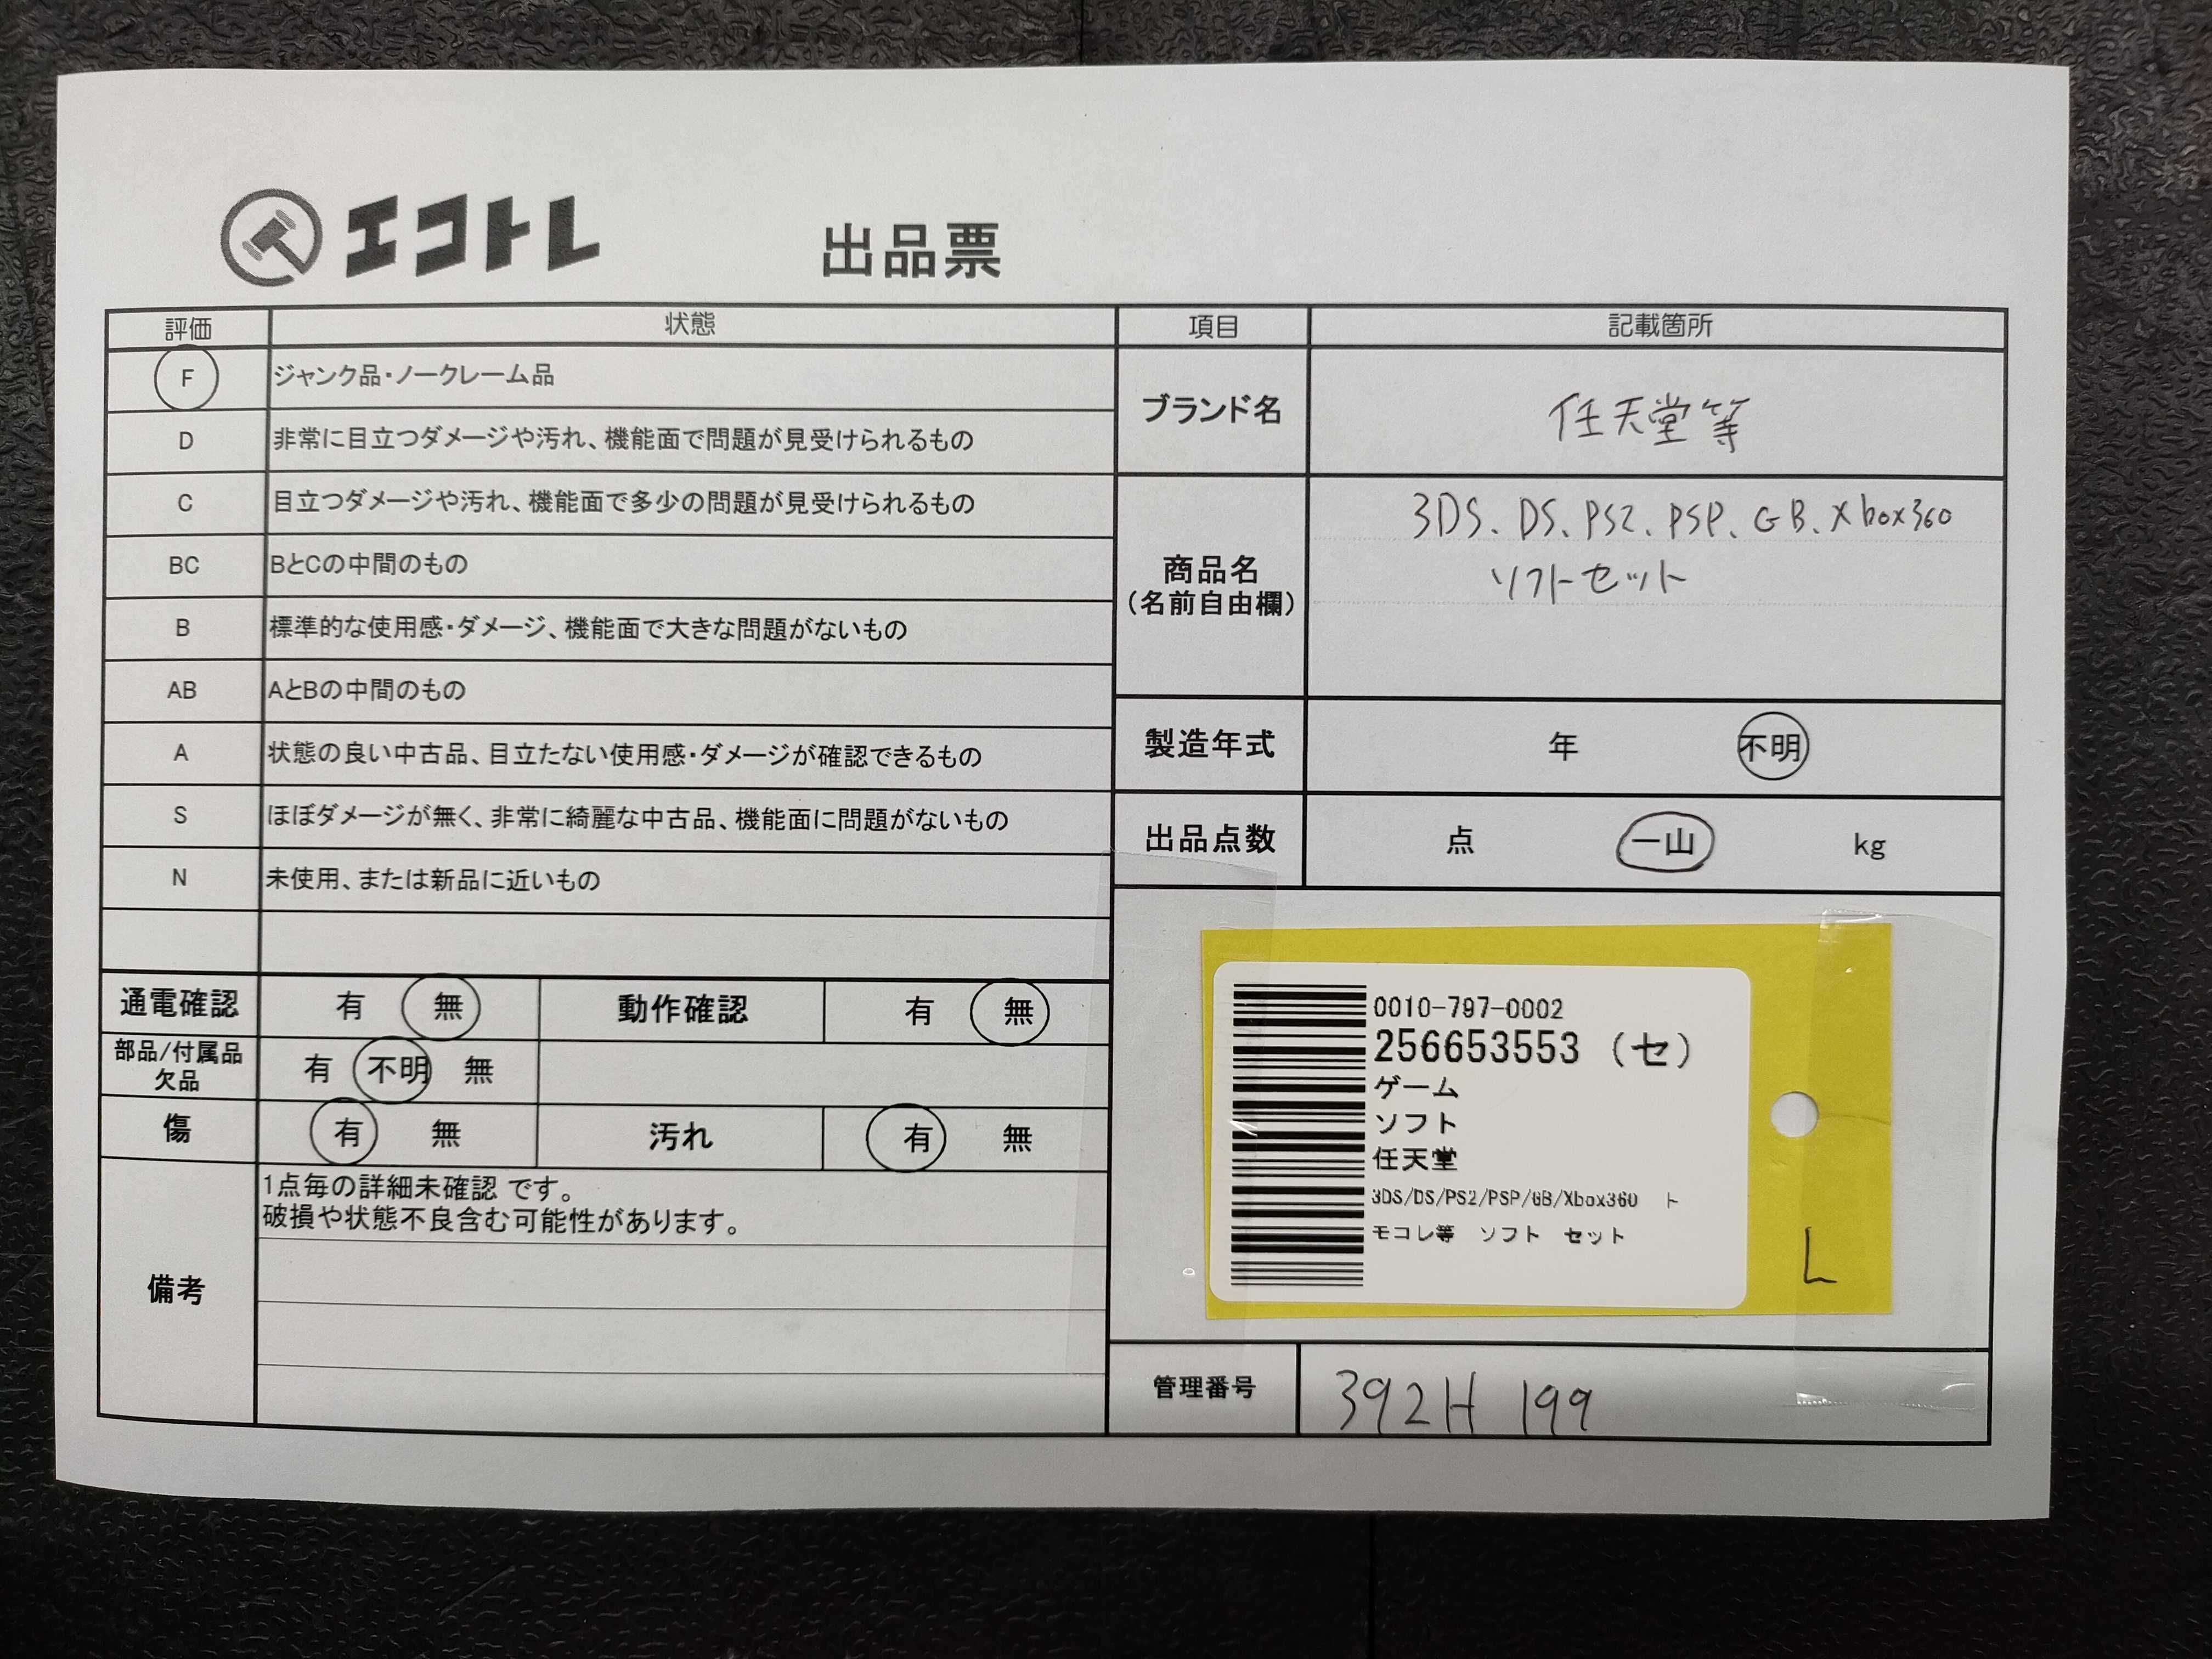 エコトレ
出品票
評価 状態
F ジャンク品・ノークレーム品
D 非常に目立つダメージや汚れ、機能面で問題が見受けられるもの
C 目立つダメージや汚れ、機能面で多少の問題が見受けられるもの
BC BとCの中間のもの
B 標準的な使用感・ダメージ、機能面で大きな問題がないもの
AB AとBの中間のもの
A 状態の良い中古品、目立たない使用感・ダメージが確認できるもの
S ほぼダメージが無く、非常に綺麗な中古品、機能面に問題がないもの
N 未使用、または新品に近いもの
通電確認 有 無 動作確認 有 無
部品/付属品
欠品 有 不明 無
傷 有 無 汚れ 有 無
備考
1点毎の詳細未確認 です。
破損や状態不良含む可能性があります。
項目 記載箇所
ブランド名 任天堂等
商品名
(名前自由欄)
3DS、DS、PS2、PSP、GB、Xbox360
ソフトセット
製造年式 年 不明
出品点数 点 一山 kg
0010-797-0002
256653553 (セ)
ゲーム
ソフト
任天堂
3DS/DS/PS2/PSP/GB/Xbox360 ト
モコレ等 ソフト セット
L
管理番号 392H 199